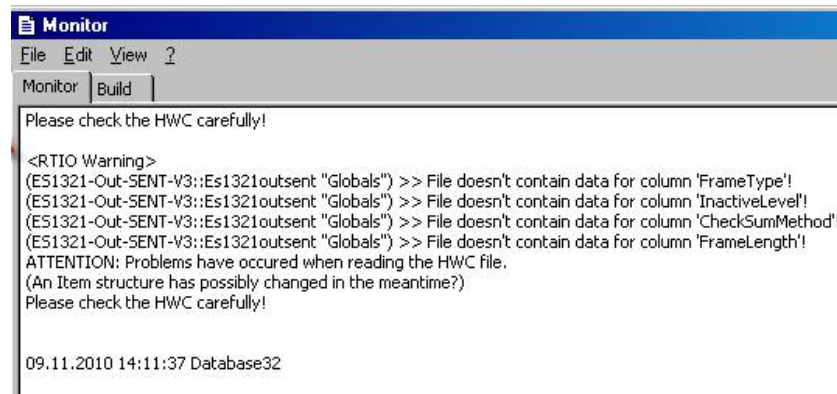 Monitor
File Edit View ?
Monitor Build
Please check the HWC carefully!
<RTIO Warning>
(ES1321-Out-SENT-V3::Es1321outsent "Globals") >> File doesn't contain data for column 'FrameType'!
(ES1321-Out-SENT-V3::Es1321outsent "Globals") >> File doesn't contain data for column 'InactiveLevel'!
(ES1321-Out-SENT-V3::Es1321outsent "Globals") >> File doesn't contain data for column 'CheckSumMethod'!
(ES1321-Out-SENT-V3::Es1321outsent "Globals") >> File doesn't contain data for column 'FrameLength'!
ATTENTION: Problems have occured when reading the HWC file.
(An Item structure has possibly changed in the meantime?)
Please check the HWC carefully!
09.11.2010 14:11:37 Database32